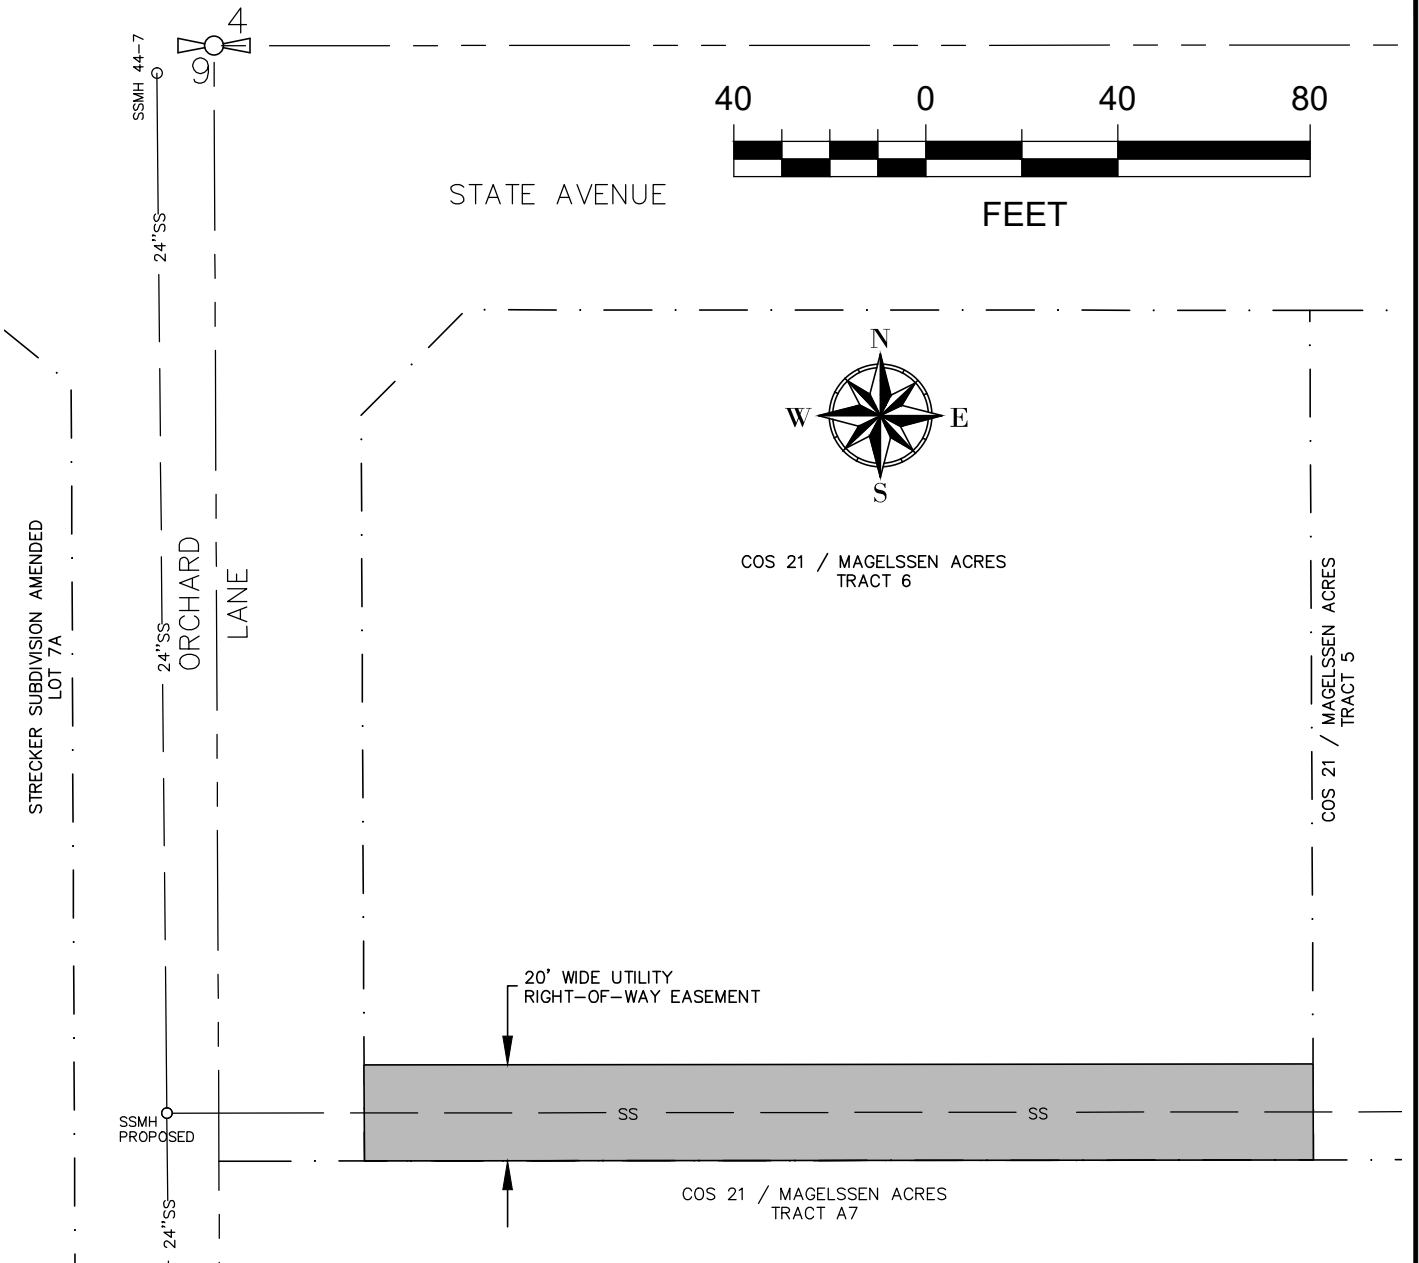 4
9
SSMH 44-7
40 0 40 80
FEET
STATE AVENUE
24"SS
N
W E
S
COS 21 / MAGELSSEN ACRES
TRACT 6
STRECKER SUBDIVISION AMENDED
LOT 7A
24"SS
ORCHARD
LANE
COS 21 / MAGELSSEN ACRES
TRACT 5
20' WIDE UTILITY
RIGHT-OF-WAY EASEMENT
SS SS
SSMH
PROPOSED
24"SS
COS 21 / MAGELSSEN ACRES
TRACT A7